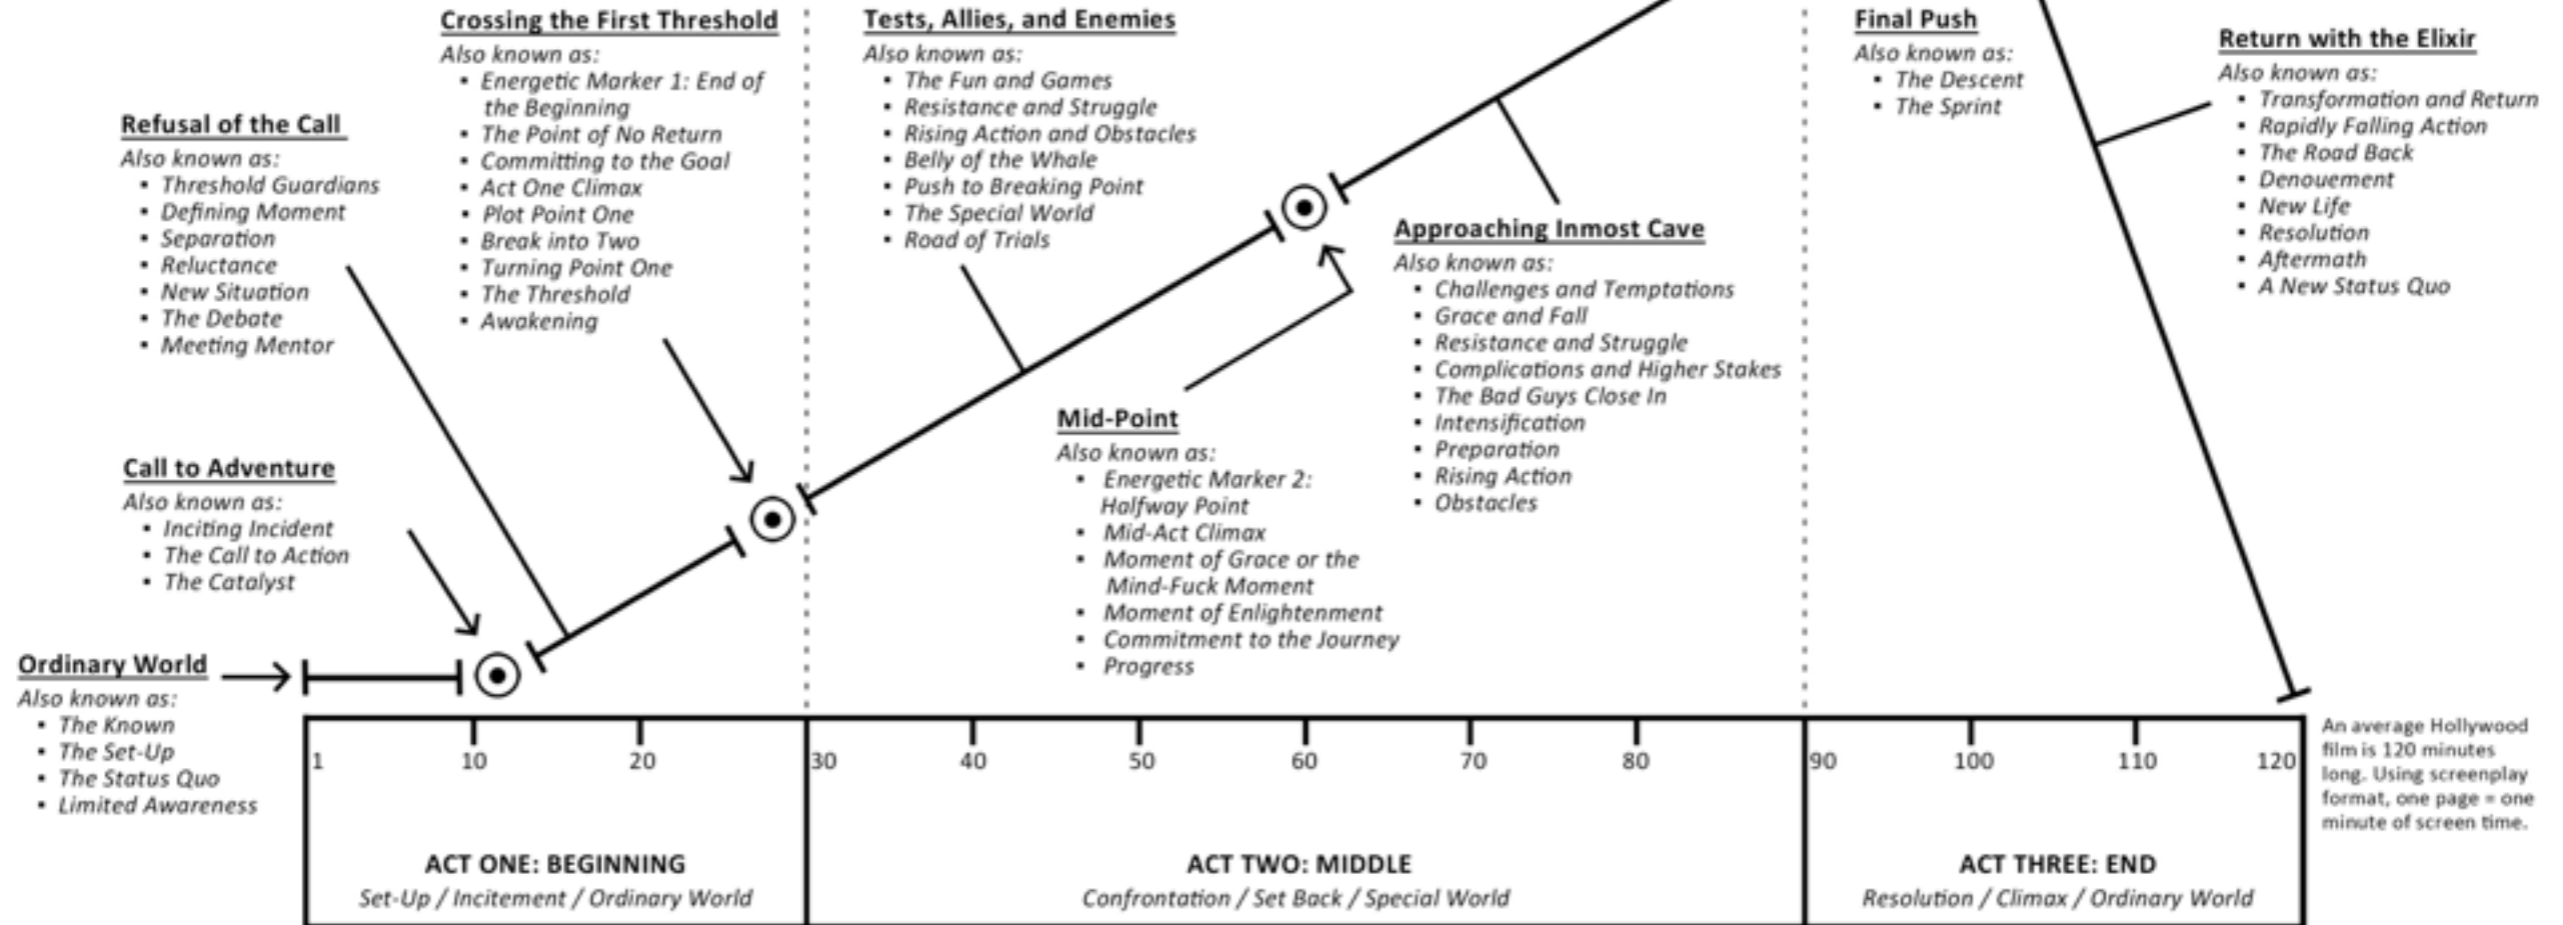 Crossing the First Threshold
Also known as:
▪ Energetic Marker 1: End of
the Beginning
▪ The Point of No Return
▪ Committing to the Goal
▪ Act One Climax
▪ Plot Point One
▪ Break into Two
▪ Turning Point One
▪ The Threshold
▪ Awakening
Tests, Allies, and Enemies
Also known as:
▪ The Fun and Games
▪ Resistance and Struggle
▪ Rising Action and Obstacles
▪ Belly of the Whale
▪ Push to Breaking Point
▪ The Special World
▪ Road of Trials
Final Push
Also known as:
▪ The Descent
▪ The Sprint
Return with the Elixir
Also known as:
▪ Transformation and Return
▪ Rapidly Falling Action
▪ The Road Back
▪ Denouement
▪ New Life
▪ Resolution
▪ Aftermath
▪ A New Status Quo
Refusal of the Call
Also known as:
▪ Threshold Guardians
▪ Defining Moment
▪ Separation
▪ Reluctance
▪ New Situation
▪ The Debate
▪ Meeting Mentor
Approaching Inmost Cave
Also known as:
▪ Challenges and Temptations
▪ Grace and Fall
▪ Resistance and Struggle
▪ Complications and Higher Stakes
▪ The Bad Guys Close In
▪ Intensification
▪ Preparation
▪ Rising Action
▪ Obstacles
Mid-Point
Also known as:
▪ Energetic Marker 2:
Halfway Point
▪ Mid-Act Climax
▪ Moment of Grace or the
Mind-Fuck Moment
▪ Moment of Enlightenment
▪ Commitment to the Journey
▪ Progress
Call to Adventure
Also known as:
▪ Inciting Incident
▪ The Call to Action
▪ The Catalyst
Ordinary World
Also known as:
▪ The Known
▪ The Set-Up
▪ The Status Quo
▪ Limited Awareness
1 10 20 30 40 50 60 70 80 90 100 110 120
An average Hollywood
film is 120 minutes
long. Using screenplay
format, one page = one
minute of screen time.
ACT ONE: BEGINNING
Set-Up / Incitement / Ordinary World
ACT TWO: MIDDLE
Confrontation / Set Back / Special World
ACT THREE: END
Resolution / Climax / Ordinary World